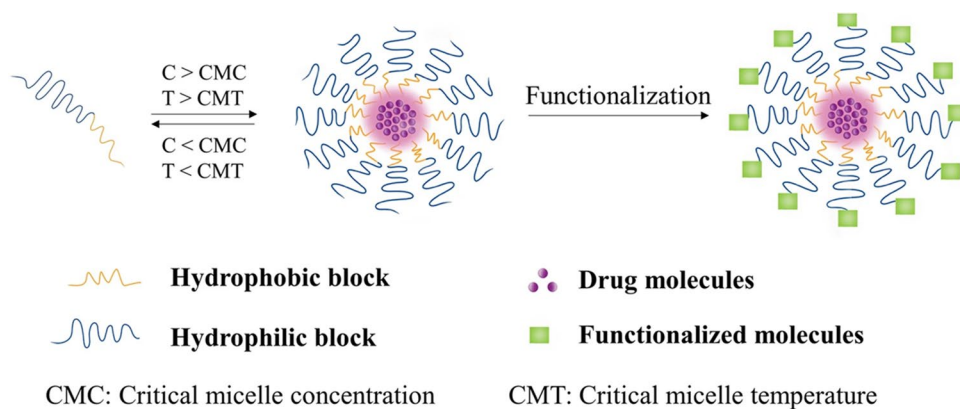 C > CMC
T > CMT
C < CMC
T < CMT
Functionalization
Hydrophobic block
Drug molecules
Hydrophilic block
Functionalized molecules
CMC: Critical micelle concentration
CMT: Critical micelle temperature